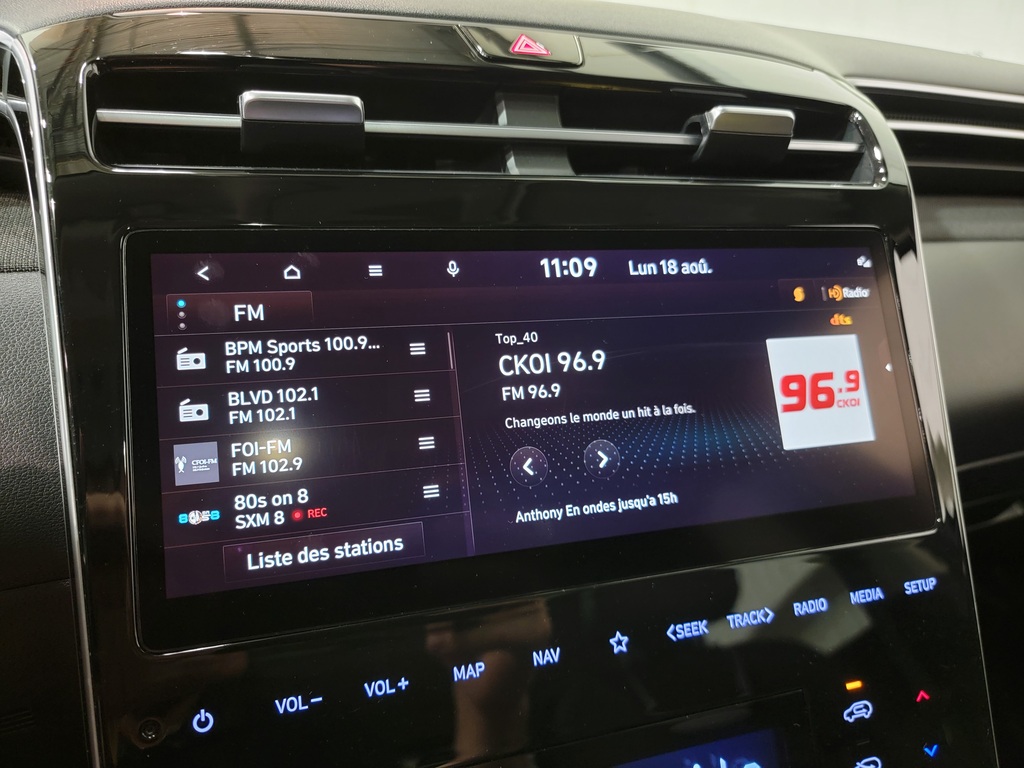 11:09
Lun 18 aoû.
FM
HD Radio
dts
BPM Sports 100.9...
FM 100.9
BLVD 102.1
FM 102.1
CFOI-FM
FOI-FM
FM 102.9
80s on 8
SXM 8 REC
Liste des stations
Top_40
CKOI 96.9
FM 96.9
Changeons le monde un hit à la fois.
Anthony En ondes jusqu'a 15h
96.9
CKOI
VOL−
VOL+
MAP
NAV
<SEEK
TRACK>
RADIO
MEDIA
SETUP